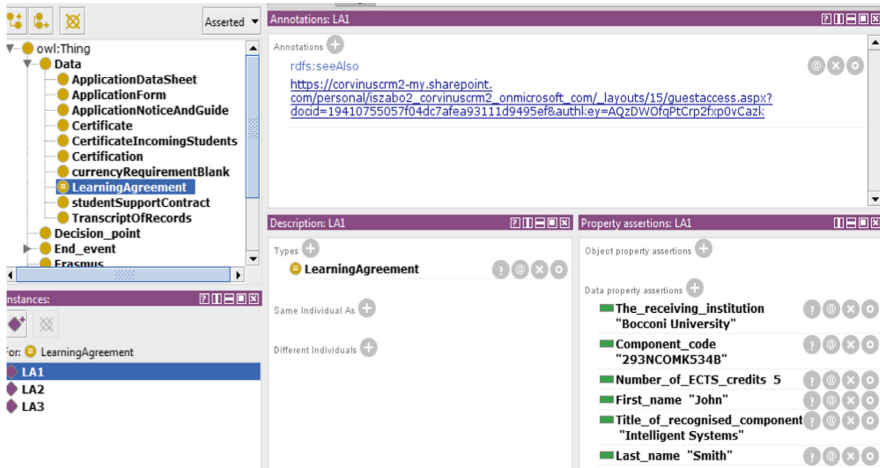 Asserted
owl:Thing
Data
ApplicationDataSheet
ApplicationForm
ApplicationNoticeAndGuide
Certificate
CertificateIncomingStudents
Certification
currencyRequirementBlank
LearningAgreement
studentSupportContract
TranscriptOfRecords
Decision_point
End_event
Erasmus
nstances:
For: LearningAgreement
LA1
LA2
LA3
Annotations: LA1
Annotations
rdfs:seeAlso
https://corvinuscrm2-my.sharepoint.
com/personal/iszabo2_corvinuscrm2_onmicrosoft_com/_layouts/15/guestaccess.aspx?
docid=19410755057f04dc7afea93111d9495ef&authkey=AQzDWOfqPtCrp2fxp0vCazk
Description: LA1
Types
LearningAgreement
Same Individual As
Different Individuals
Property assertions: LA1
Object property assertions
Data property assertions
The_receiving_institution
"Bocconi University"
Component_code
"293NCOMK534B"
Number_of_ECTS_credits 5
First_name "John"
Title_of_recognised_component
"Intelligent Systems"
Last_name "Smith"